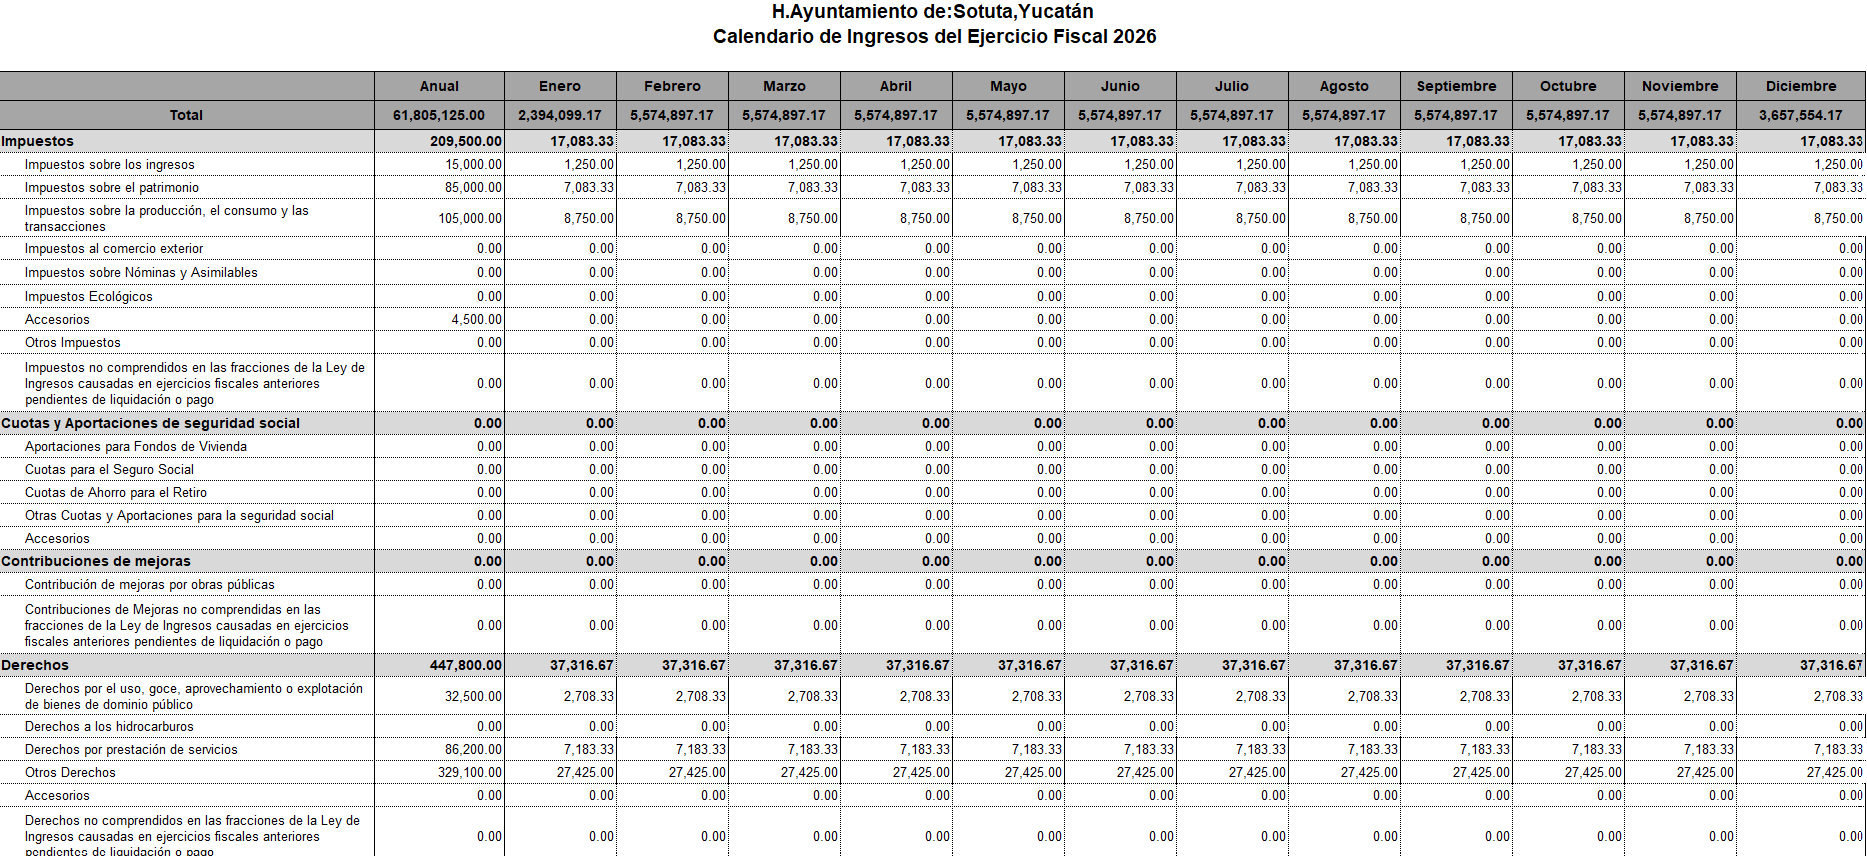 H.Ayuntamiento de:Sotuta,Yucatán
Calendario de Ingresos del Ejercicio Fiscal 2026
Anual Enero Febrero Marzo Abril Mayo Junio Julio Agosto Septiembre Octubre Noviembre Diciembre
Total 61,805,125.00 2,394,099.17 5,574,897.17 5,574,897.17 5,574,897.17 5,574,897.17 5,574,897.17 5,574,897.17 5,574,897.17 5,574,897.17 5,574,897.17 5,574,897.17 3,657,554.17
Impuestos 209,500.00 17,083.33 17,083.33 17,083.33 17,083.33 17,083.33 17,083.33 17,083.33 17,083.33 17,083.33 17,083.33 17,083.33 17,083.33
Impuestos sobre los ingresos 15,000.00 1,250.00 1,250.00 1,250.00 1,250.00 1,250.00 1,250.00 1,250.00 1,250.00 1,250.00 1,250.00 1,250.00 1,250.00
Impuestos sobre el patrimonio 85,000.00 7,083.33 7,083.33 7,083.33 7,083.33 7,083.33 7,083.33 7,083.33 7,083.33 7,083.33 7,083.33 7,083.33 7,083.33
Impuestos sobre la producción, el consumo y las
transacciones 105,000.00 8,750.00 8,750.00 8,750.00 8,750.00 8,750.00 8,750.00 8,750.00 8,750.00 8,750.00 8,750.00 8,750.00 8,750.00
Impuestos al comercio exterior 0.00 0.00 0.00 0.00 0.00 0.00 0.00 0.00 0.00 0.00 0.00 0.00 0.00
Impuestos sobre Nóminas y Asimilables 0.00 0.00 0.00 0.00 0.00 0.00 0.00 0.00 0.00 0.00 0.00 0.00 0.00
Impuestos Ecológicos 0.00 0.00 0.00 0.00 0.00 0.00 0.00 0.00 0.00 0.00 0.00 0.00 0.00
Accesorios 4,500.00 0.00 0.00 0.00 0.00 0.00 0.00 0.00 0.00 0.00 0.00 0.00 0.00
Otros Impuestos 0.00 0.00 0.00 0.00 0.00 0.00 0.00 0.00 0.00 0.00 0.00 0.00 0.00
Impuestos no comprendidos en las fracciones de la Ley de
Ingresos causadas en ejercicios fiscales anteriores 0.00 0.00 0.00 0.00 0.00 0.00 0.00 0.00 0.00 0.00 0.00 0.00 0.00
pendientes de liquidación o pago
Cuotas y Aportaciones de seguridad social 0.00 0.00 0.00 0.00 0.00 0.00 0.00 0.00 0.00 0.00 0.00 0.00 0.00
Aportaciones para Fondos de Vivienda 0.00 0.00 0.00 0.00 0.00 0.00 0.00 0.00 0.00 0.00 0.00 0.00 0.00
Cuotas para el Seguro Social 0.00 0.00 0.00 0.00 0.00 0.00 0.00 0.00 0.00 0.00 0.00 0.00 0.00
Cuotas de Ahorro para el Retiro 0.00 0.00 0.00 0.00 0.00 0.00 0.00 0.00 0.00 0.00 0.00 0.00 0.00
Otras Cuotas y Aportaciones para la seguridad social 0.00 0.00 0.00 0.00 0.00 0.00 0.00 0.00 0.00 0.00 0.00 0.00 0.00
Accesorios 0.00 0.00 0.00 0.00 0.00 0.00 0.00 0.00 0.00 0.00 0.00 0.00 0.00
Contribuciones de mejoras 0.00 0.00 0.00 0.00 0.00 0.00 0.00 0.00 0.00 0.00 0.00 0.00 0.00
Contribución de mejoras por obras públicas 0.00 0.00 0.00 0.00 0.00 0.00 0.00 0.00 0.00 0.00 0.00 0.00 0.00
Contribuciones de Mejoras no comprendidas en las
fracciones de la Ley de Ingresos causadas en ejercicios 0.00 0.00 0.00 0.00 0.00 0.00 0.00 0.00 0.00 0.00 0.00 0.00 0.00
fiscales anteriores pendientes de liquidación o pago
Derechos 447,800.00 37,316.67 37,316.67 37,316.67 37,316.67 37,316.67 37,316.67 37,316.67 37,316.67 37,316.67 37,316.67 37,316.67 37,316.67
Derechos por el uso, goce, aprovechamiento o explotación
de bienes de dominio público 32,500.00 2,708.33 2,708.33 2,708.33 2,708.33 2,708.33 2,708.33 2,708.33 2,708.33 2,708.33 2,708.33 2,708.33 2,708.33
Derechos a los hidrocarburos 0.00 0.00 0.00 0.00 0.00 0.00 0.00 0.00 0.00 0.00 0.00 0.00 0.00
Derechos por prestación de servicios 86,200.00 7,183.33 7,183.33 7,183.33 7,183.33 7,183.33 7,183.33 7,183.33 7,183.33 7,183.33 7,183.33 7,183.33 7,183.33
Otros Derechos 329,100.00 27,425.00 27,425.00 27,425.00 27,425.00 27,425.00 27,425.00 27,425.00 27,425.00 27,425.00 27,425.00 27,425.00 27,425.00
Accesorios 0.00 0.00 0.00 0.00 0.00 0.00 0.00 0.00 0.00 0.00 0.00 0.00 0.00
Derechos no comprendidos en las fracciones de la Ley de
Ingresos causadas en ejercicios fiscales anteriores 0.00 0.00 0.00 0.00 0.00 0.00 0.00 0.00 0.00 0.00 0.00 0.00 0.00
pendientes de liquidación o pago